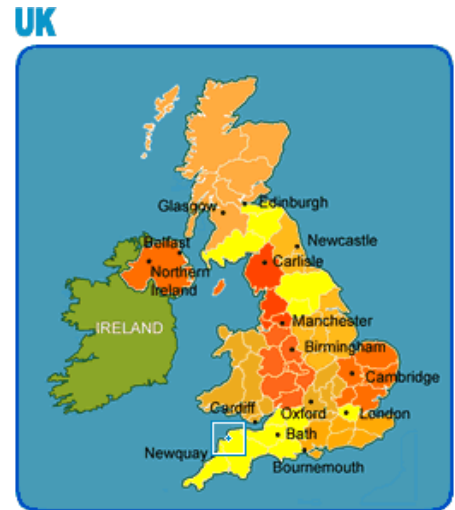 UK
Glasgow
Edinburgh
Belfast
Newcastle
Carlisle
Northern
Ireland
IRELAND
Manchester
Birmingham
Cambridge
Cardiff
Oxford
London
Bath
Newquay
Bournemouth